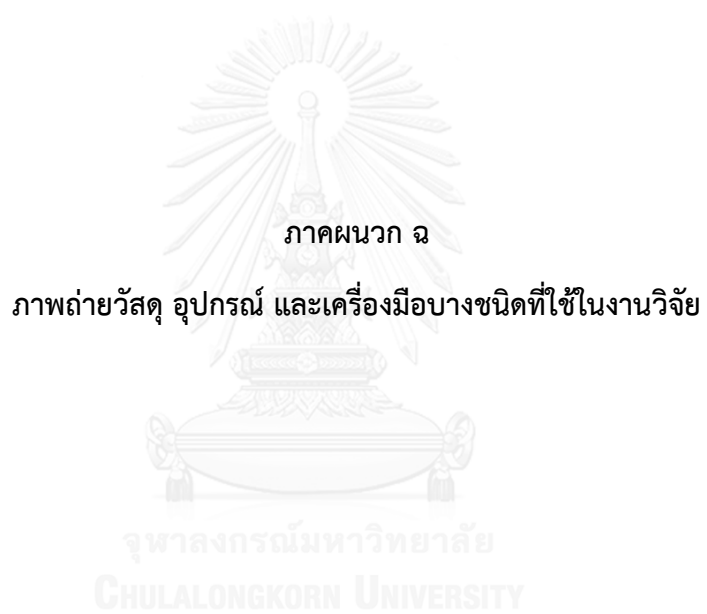 ภาคผนวก ฉ
ภาพถ่ายวัสดุ อุปกรณ์ และเครื่องมือบางชนิดที่ใช้ในงานวิจัย
จุฬาลงกรณ์มหาวิทยาลัย
CHULALONGKORN UNIVERSITY